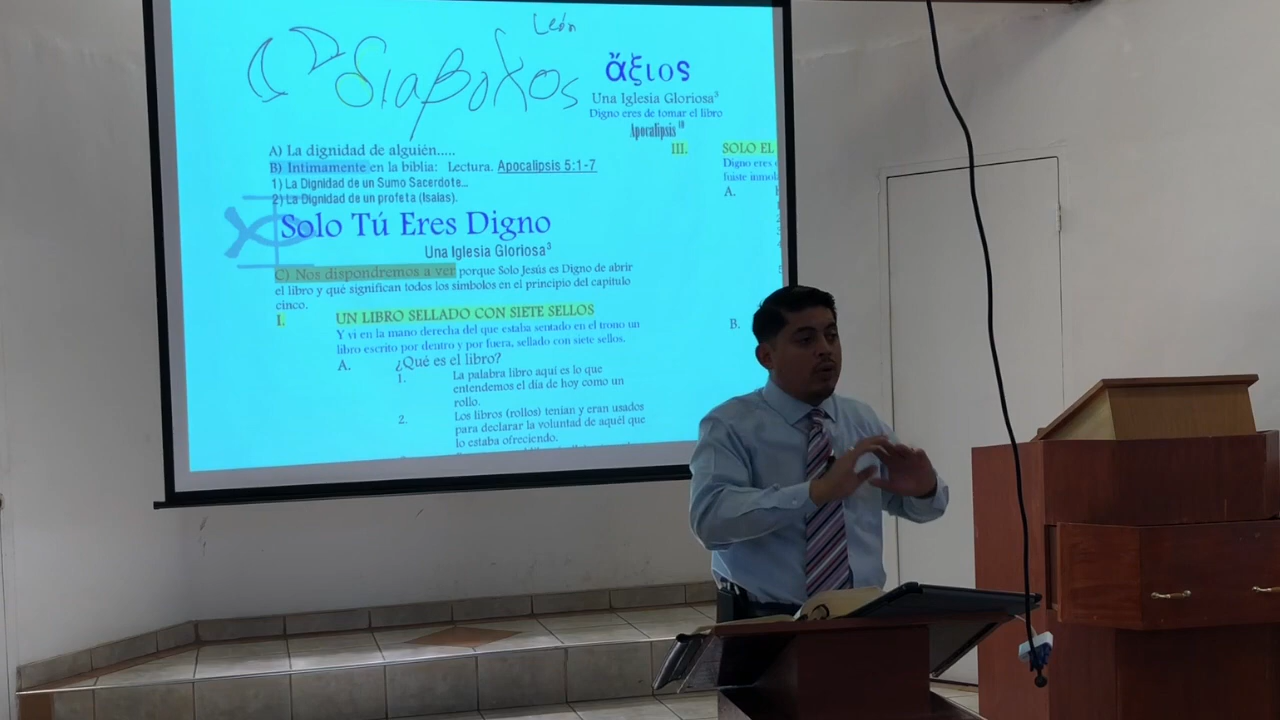 León
διαβολος
ἄξιος
Una Iglesia Gloriosa³
Digno eres de tomar el libro
Apocalipsis ¹⁰
A) La dignidad de alguién.....
B) Intimamente en la biblia: Lectura. Apocalipsis 5:1-7
1) La Dignidad de un Sumo Sacerdote...
2) La Dignidad de un profeta (Isaías).
Solo Tú Eres Digno
Una Iglesia Gloriosa³
C) Nos dispondremos a ver porque Solo Jesús es Digno de abrir
el libro y qué significan todos los símbolos en el principio del capítulo
cinco.
I. UN LIBRO SELLADO CON SIETE SELLOS
Y vi en la mano derecha del que estaba sentado en el trono un
libro escrito por dentro y por fuera, sellado con siete sellos.
A. ¿Qué es el libro?
1. La palabra libro aquí es lo que
entendemos el día de hoy como un
rollo.
2. Los libros (rollos) tenían y eran usados
para declarar la voluntad de aquél que
lo estaba ofreciendo.
III. SOLO EL
Digno eres
fuiste
A.
B.